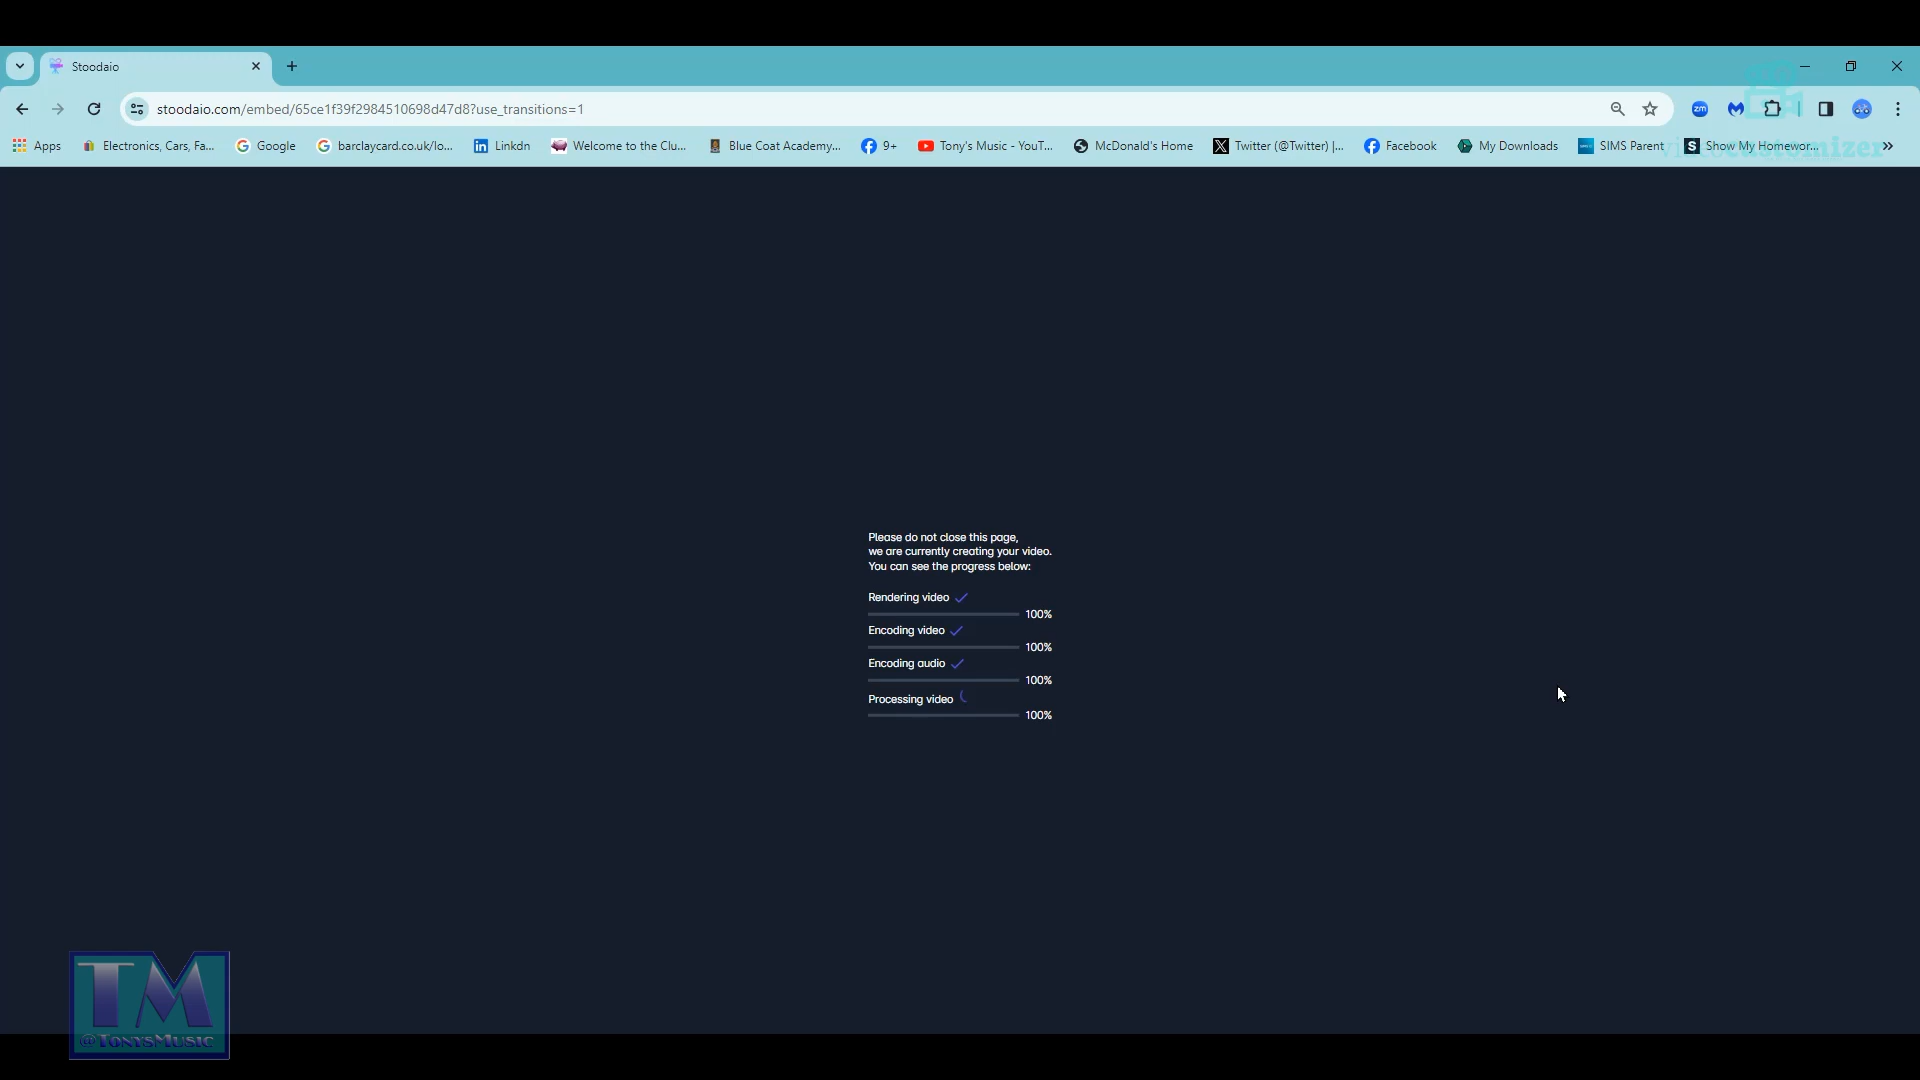 Stoodaio
stoodaio.com/embed/65ce1f39f2984510698d47d8?use_transitions=1
zm
Apps
Electronics, Cars, Fa...
Google
barclaycard.co.uk/lo...
Linkdn
Welcome to the Clu...
Blue Coat Academy...
9+
Tony's Music - YouT...
McDonald's Home
Twitter (@Twitter) |...
Facebook
My Downloads
SIMS Parent
S Show My Homewor...
Please do not close this page,
we are currently creating your video.
You can see the progress below:
Rendering video
100%
Encoding video
100%
Encoding audio
100%
Processing video
100%
TM
@TonysMusic